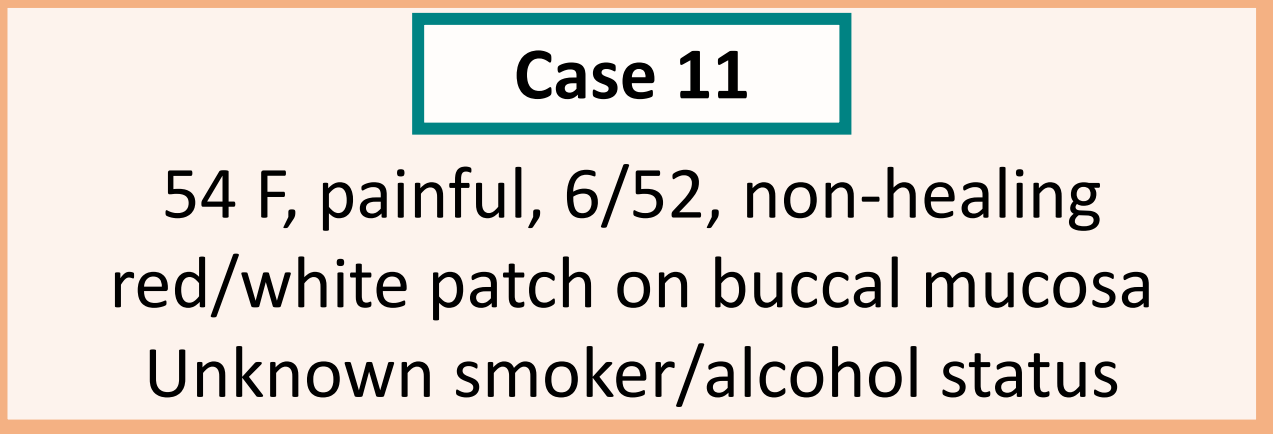 Case 11
54 F, painful, 6/52, non-healing
red/white patch on buccal mucosa
Unknown smoker/alcohol status